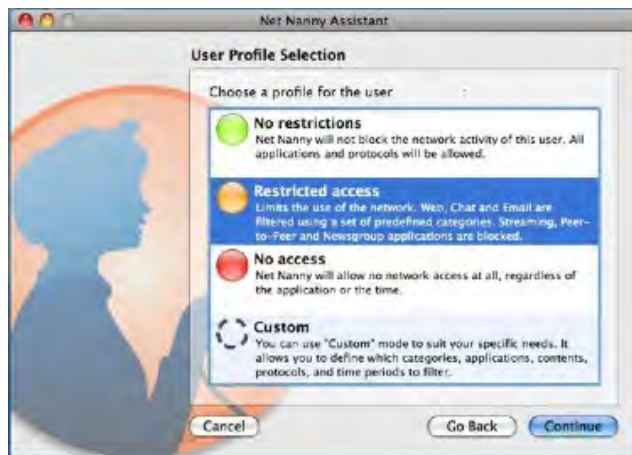 Net Nanny Assistant
User Profile Selection
Choose a profile for the user :
No restrictions
Net Nanny will not block the network activity of this user. All
applications and protocols will be allowed.
Restricted access
Limits the use of the network. Web, Chat and Email are
filtered using a set of predefined categories. Streaming, Peer-
to-Peer and Newsgroup applications are blocked.
No access
Net Nanny will allow no network access at all, regardless of
the application or the time.
Custom
You can use "Custom" mode to suit your specific needs. It
allows you to define which categories, applications, contents,
protocols, and time periods to filter.
Cancel
Go Back
Continue